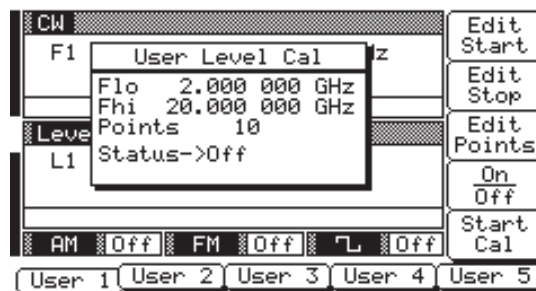 CW
F1
Hz
User Level Cal
Flo 2.000 000 GHz
Fhi 20.000 000 GHz
Points 10
Status->Off
Leve
L1
AM Off FM Off Off
Edit
Start
Edit
Stop
Edit
Points
On
Off
Start
Cal
User 1 User 2 User 3 User 4 User 5